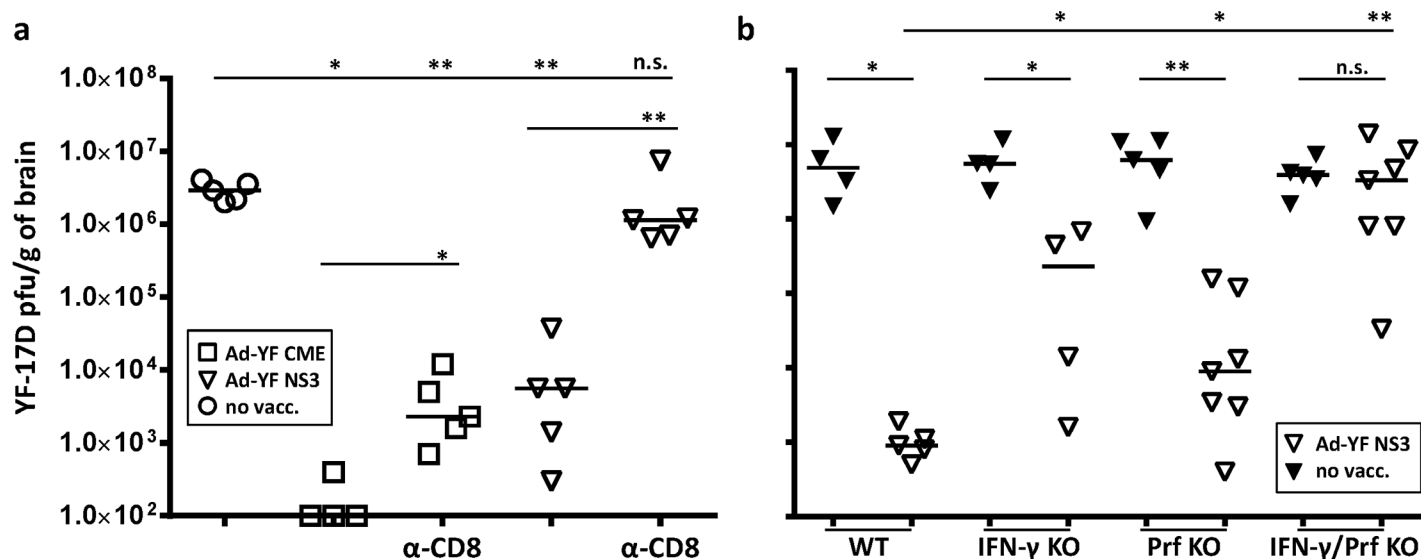 a
* ** ** n.s.
**
*
YF-17D pfu/g of brain
1.0×10⁸
1.0×10⁷
1.0×10⁶
1.0×10⁵
1.0×10⁴
1.0×10³
1.0×10²
Ad-YF CME
Ad-YF NS3
no vacc.
α-CD8 α-CD8
b
* * **
* * ** n.s.
Ad-YF NS3
no vacc.
WT IFN-γ KO Prf KO IFN-γ/Prf KO